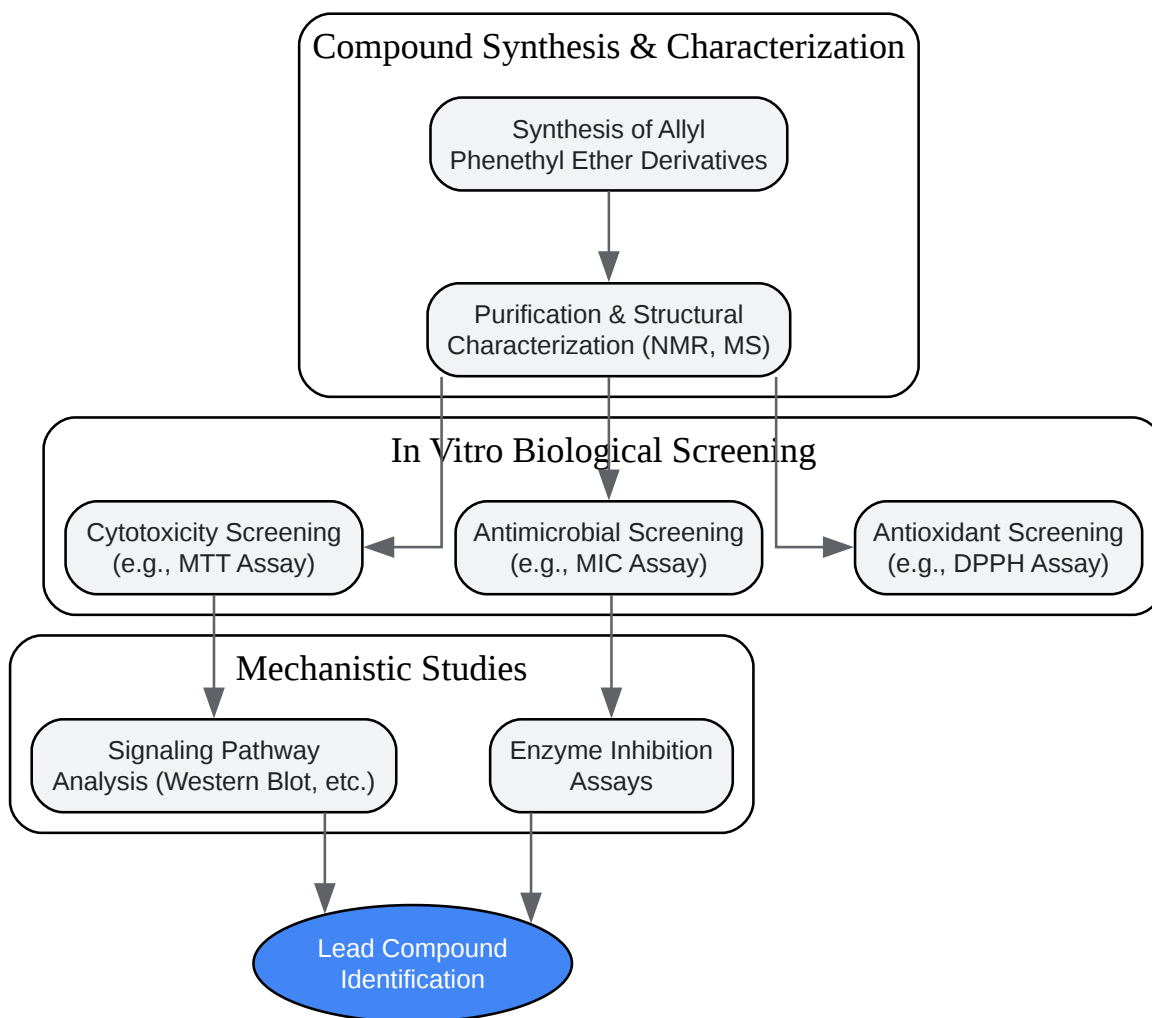 Compound Synthesis & Characterization
Synthesis of Allyl
Phenethyl Ether Derivatives
Purification & Structural
Characterization (NMR, MS)
In Vitro Biological Screening
Cytotoxicity Screening
(e.g., MTT Assay)
Antimicrobial Screening
(e.g., MIC Assay)
Antioxidant Screening
(e.g., DPPH Assay)
Mechanistic Studies
Signaling Pathway
Analysis (Western Blot, etc.)
Enzyme Inhibition
Assays
Lead Compound
Identification